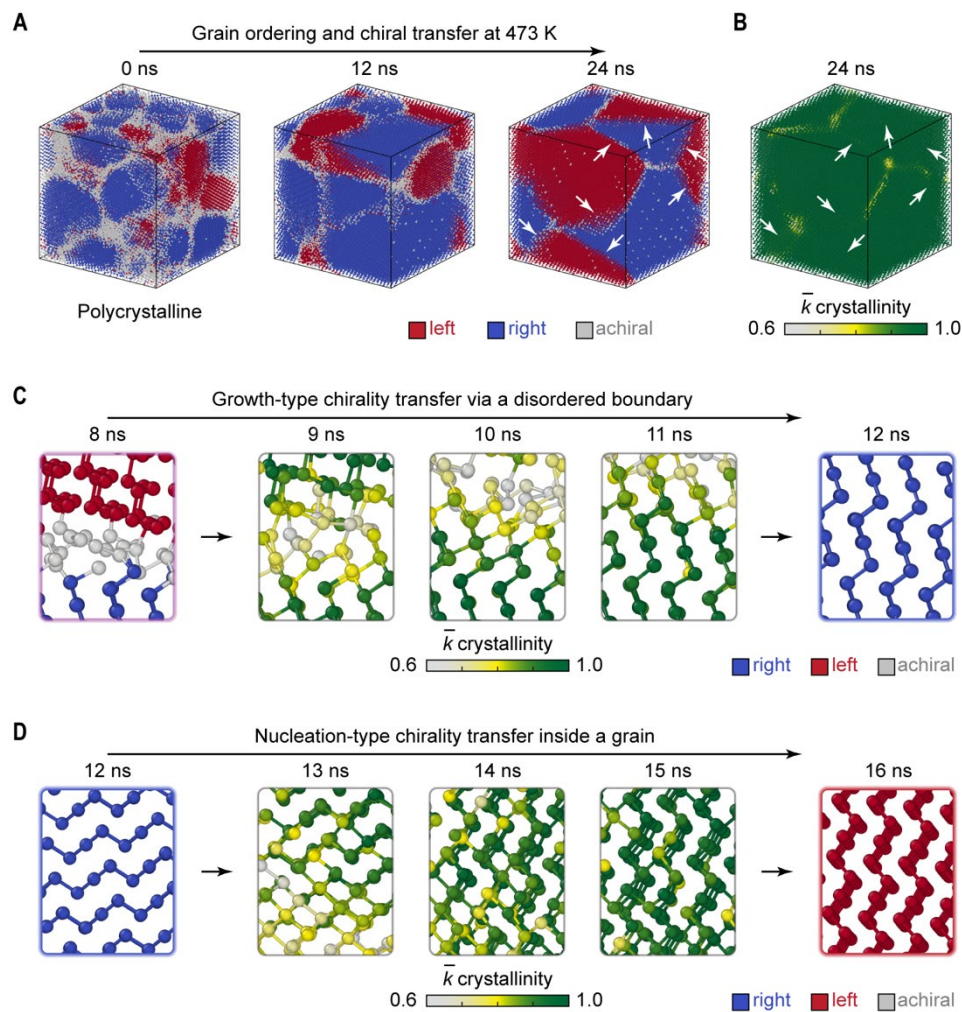 A
Grain ordering and chiral transfer at 473 K
0 ns
12 ns
24 ns
Polycrystalline
left
right
achiral
B
24 ns
k̅ crystallinity
0.6
1.0
C
Growth-type chirality transfer via a disordered boundary
8 ns
9 ns
10 ns
11 ns
12 ns
k̅ crystallinity
0.6
1.0
right
left
achiral
D
Nucleation-type chirality transfer inside a grain
12 ns
13 ns
14 ns
15 ns
16 ns
k̅ crystallinity
0.6
1.0
right
left
achiral